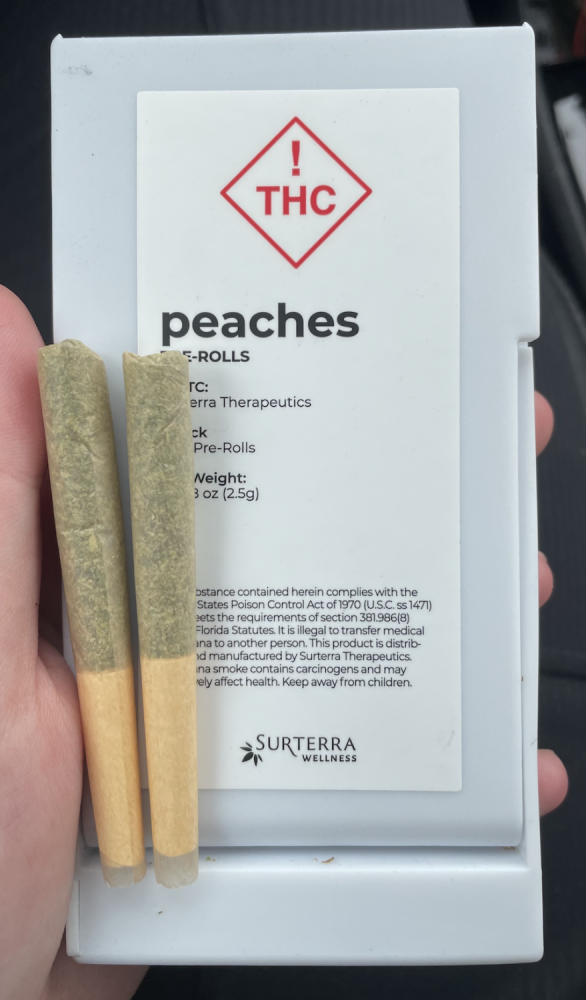 !
THC
peaches
E-ROLLS
TC:
erra Therapeutics
ck
Pre-Rolls
Weight:
oz (2.5g)
bstance contained herein complies with the
States Poison Control Act of 1970 (U.S.C. ss 1471)
eets the requirements of section 381.986(8)
Florida Statutes. It is illegal to transfer medical
ana to another person. This product is distrib-
nd manufactured by Surterra Therapeutics.
ana smoke contains carcinogens and may
vely affect health. Keep away from children.
SURTERRA
WELLNESS